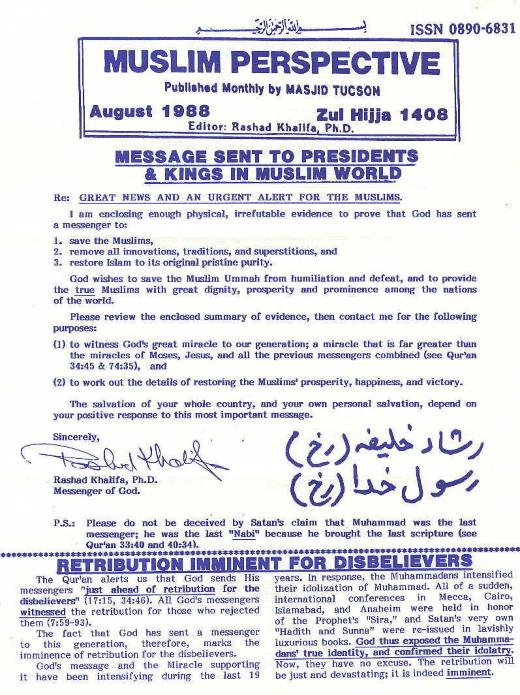 بسم الله الرحمن الرحيم
ISSN 0890-6831
MUSLIM PERSPECTIVE
Published Monthly by MASJID TUCSON
August 1988 Zul Hijja 1408
Editor: Rashad Khalifa, Ph.D.
MESSAGE SENT TO PRESIDENTS
& KINGS IN MUSLIM WORLD
Re: GREAT NEWS AND AN URGENT ALERT FOR THE MUSLIMS.
I am enclosing enough physical, irrefutable evidence to prove that God has sent
a messenger to:
1. save the Muslims,
2. remove all innovations, traditions, and superstitions, and
3. restore Islam to its original pristine purity.
God wishes to save the Muslim Ummah from humiliation and defeat, and to provide
the true Muslims with great dignity, prosperity and prominence among the nations
of the world.
Please review the enclosed summary of evidence, then contact me for the following
purposes:
(1) to witness God's great miracle to our generation; a miracle that is far greater than
the miracles of Moses, Jesus, and all the previous messengers combined (see Qur'an
34:45 & 74:35), and
(2) to work out the details of restoring the Muslims' prosperity, happiness, and victory.
The salvation of your whole country, and your own personal salvation, depend on
your positive response to this most important message.
Sincerely,
Rashad Khalifa
Rashad Khalifa, Ph.D.
Messenger of God.
رشاد خلیفه (رخ)
رسول خدا (رخ)
P.S.: Please do not be deceived by Satan's claim that Muhammad was the last
messenger; he was the last "Nabi" because he brought the last scripture (see
Qur'an 33:40 and 40:34).
RETRIBUTION IMMINENT FOR DISBELIEVERS
The Qur'an alerts us that God sends His
messengers "just ahead of retribution for the
disbelievers" (17:15, 34:46). All God's messengers
witnessed the retribution for those who rejected
them (7:59-93).
The fact that God has sent a messenger
to this generation, therefore, marks the
imminence of retribution for the disbelievers.
God's message and the Miracle supporting
it have been intensifying during the last 19
years. In response, the Muhammadans intensified
their idolization of Muhammad. All of a sudden,
international conferences in Mecca, Cairo,
Islamabad, and Anaheim were held in honor
of the Prophet's "Sira," and Satan's very own
"Hadith and Sunna" were re-issued in lavishly
luxurious books. God thus exposed the Muhamma-
dans' true identity, and confirmed their idolatry.
Now, they have no excuse. The retribution will
be just and devastating; it is indeed imminent.